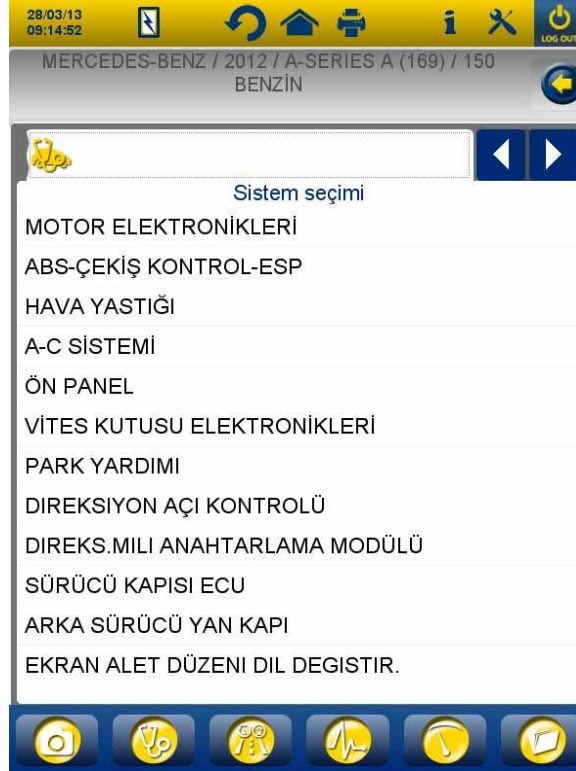 28/03/13
09:14:52
LOG OUT
MERCEDES-BENZ / 2012 / A-SERIES A (169) / 150
BENZİN
Sistem seçimi
MOTOR ELEKTRONİKLERİ
ABS-ÇEKİŞ KONTROL-ESP
HAVA YASTIĞI
A-C SİSTEMİ
ÖN PANEL
VİTES KUTUSU ELEKTRONİKLERİ
PARK YARDIMI
DIREKSIYON AÇI KONTROLÜ
DIREKS.MILI ANAHTARLAMA MODÜLÜ
SÜRÜCÜ KAPISI ECU
ARKA SÜRÜCÜ YAN KAPI
EKRAN ALET DÜZENI DIL DEGISTIR.